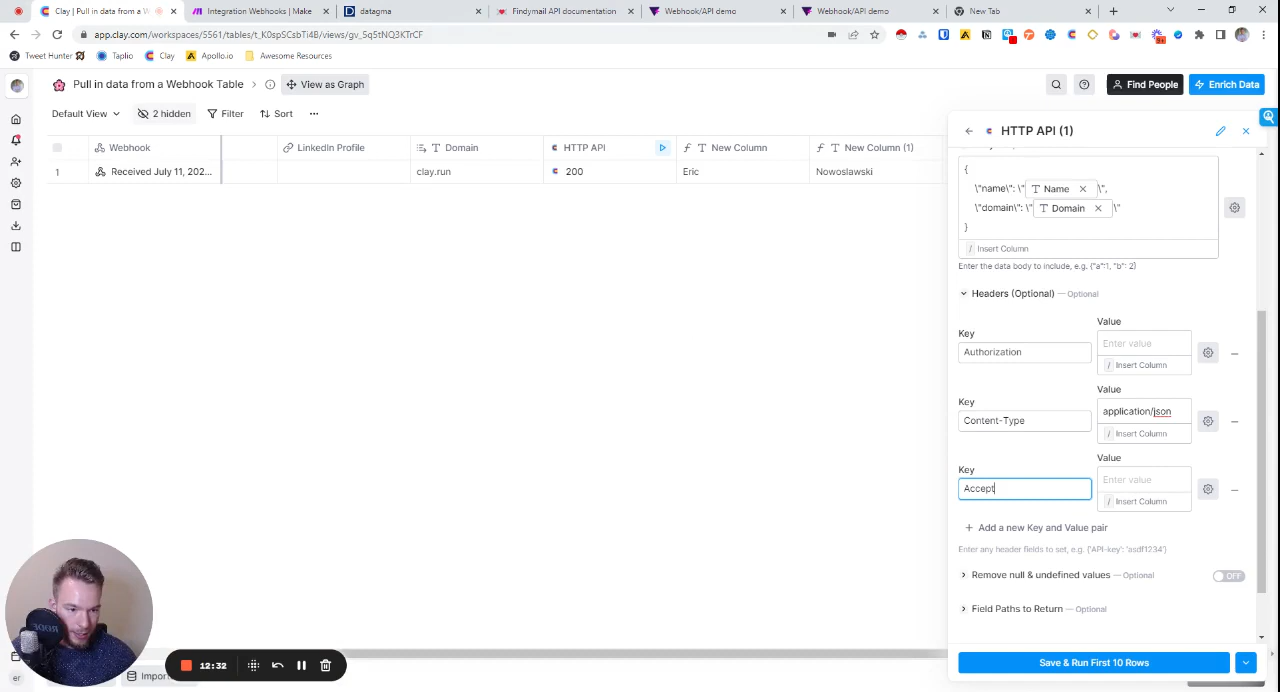 Clay | Pull in data from a W
Integration Webhooks | Make
datagma
Findymail API documentation
Webhook/API demo
Webhook/API demo
New Tab
app.clay.com/workspaces/5561/tables/t_K0spSCsbTi4B/views/gv_5q5tNQ3KTrCF
Tweet Hunter
Taplio
Clay
Apollo.io
Awesome Resources
Pull in data from a Webhook Table
View as Graph
Find People
Enrich Data
Default View
2 hidden
Filter
Sort
HTTP API (1)
Webhook
LinkedIn Profile
Domain
HTTP API
New Column
New Column (1)
1
Received July 11, 202...
clay.run
200
Eric
Nowoslawski
{
\"name\": \" Name \",
\"domain\": \" Domain \"
}
/ Insert Column
Enter the data body to include, e.g. {"a":1, "b": 2}
Headers (Optional) — Optional
Key
Value
Authorization
Enter value
/ Insert Column
Key
Value
Content-Type
application/json
/ Insert Column
Key
Value
Accept
Enter value
/ Insert Column
+ Add a new Key and Value pair
Enter any header fields to set, e.g. {'API-key': 'asdf1234'}
Remove null & undefined values — Optional
OFF
Field Paths to Return — Optional
Save & Run First 10 Rows
RODE
12:32
Impor
er